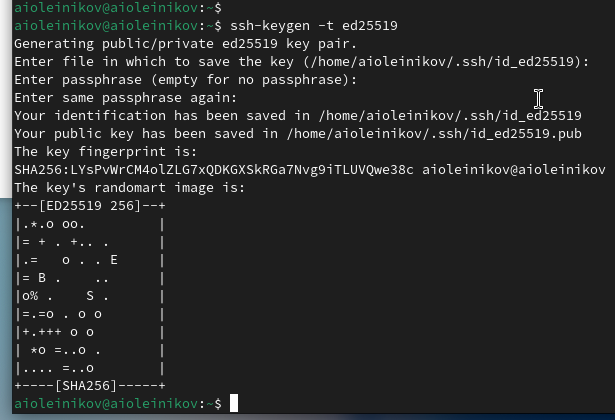 aioleinikov@aioleinikov:~$
aioleinikov@aioleinikov:~$ ssh-keygen -t ed25519
Generating public/private ed25519 key pair.
Enter file in which to save the key (/home/aioleinikov/.ssh/id_ed25519):
Enter passphrase (empty for no passphrase):
Enter same passphrase again:
Your identification has been saved in /home/aioleinikov/.ssh/id_ed25519
Your public key has been saved in /home/aioleinikov/.ssh/id_ed25519.pub
The key fingerprint is:
SHA256:LYsPvWrCM4olZLG7xQDKGXSkRGa7Nvg9iTLUVQwe38c aioleinikov@aioleinikov
The key's randomart image is:
+--[ED25519 256]--+
|.*.o oo.         |
|= + . +.. .      |
|.=   o . . E     |
|= B .    ..      |
|o% .    S .      |
|=.=o . o o       |
|+.+++ o o        |
| *o =..o .       |
|.... =..o        |
+----[SHA256]-----+
aioleinikov@aioleinikov:~$